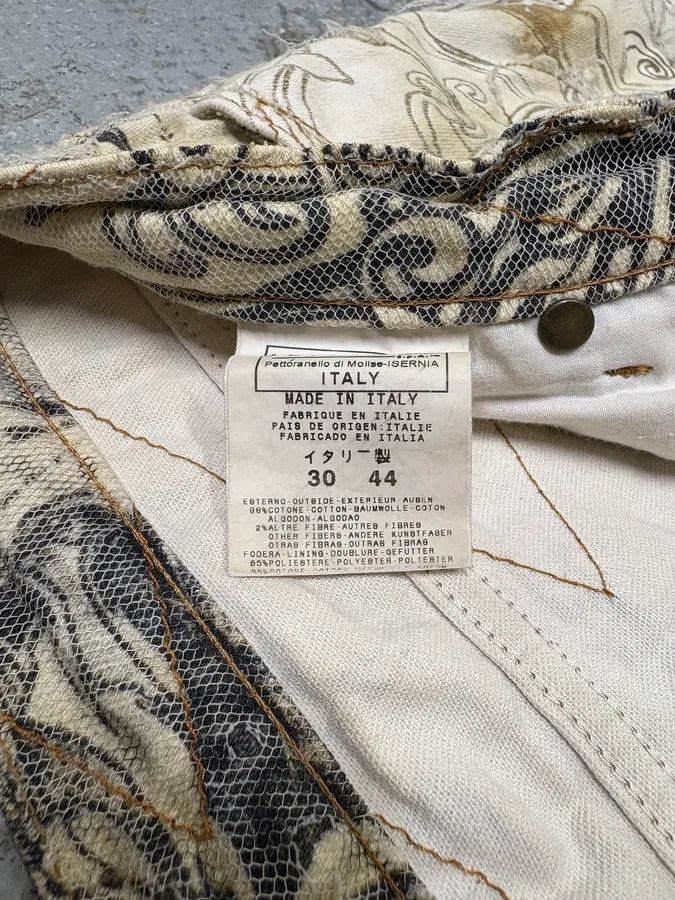 Pettoranello di Molise-ISERNIA
ITALY
MADE IN ITALY
FABRIQUE EN ITALIE
PAIS DE ORIGEN:ITALIE
FABRICADO EN ITALIA
イタリー製
30 44
ESTERNO-OUTSIDE-EXTERIEUR-AUßEN
98%COTONE-COTTON-BAUMWOLLE-COTON
ALGODON-ALGODAO
2%ALTRE FIBRE-AUTRES FIBRES
OTHER FIBERS-ANDERE KUNSTFASER
OTRAS FIBRAS-OUTRAS FIBRAS
FODERA-LINING-DOUBLURE-GEFUTTER
65%POLIESTERE-POLYESTER-POLYESTER